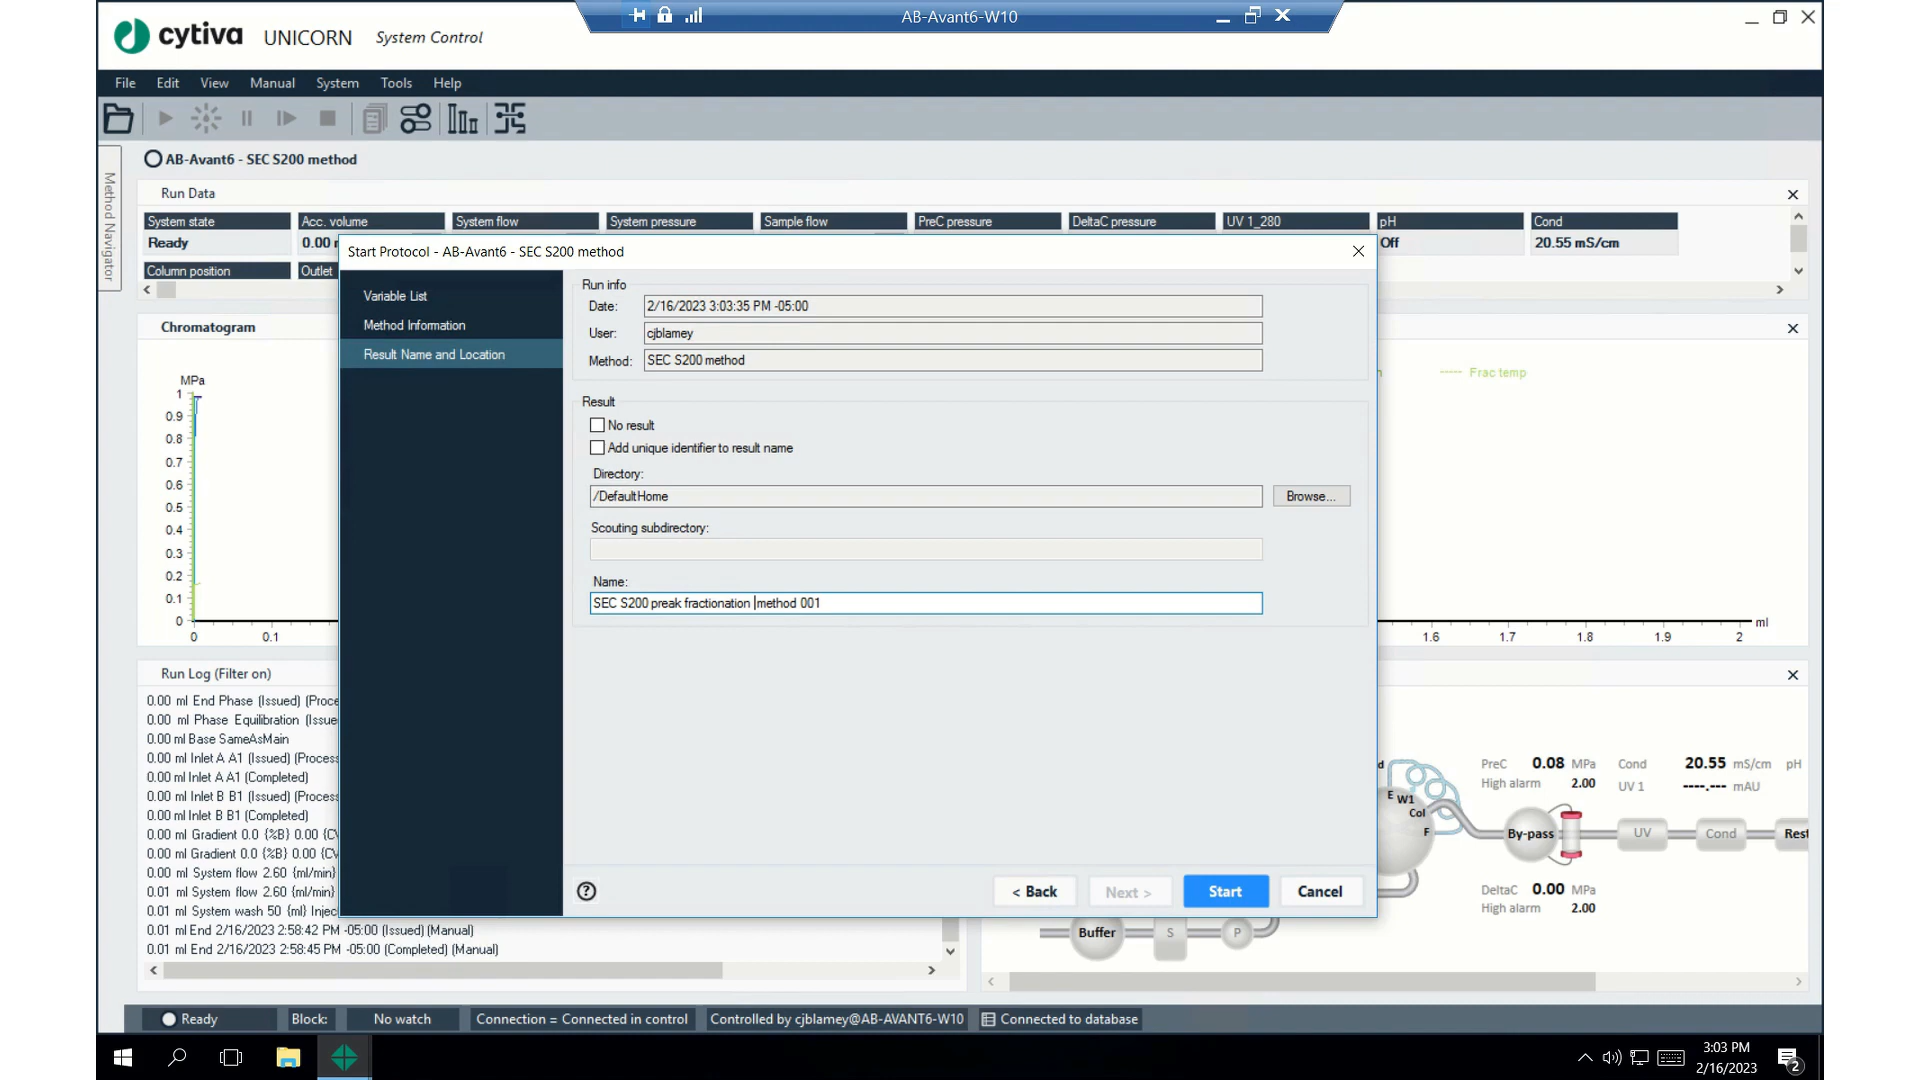 AB-Avant6-W10
cytiva UNICORN System Control
File Edit View Manual System Tools Help
Method Navigator
AB-Avant6 - SEC S200 method
Run Data
System state Acc. volume System flow System pressure Sample flow PreC pressure DeltaC pressure UV 1_280 pH Cond
Ready 0.00 Off 20.55 mS/cm
Column position Outlet
Start Protocol - AB-Avant6 - SEC S200 method
Variable List
Method Information
Result Name and Location
Run info
Date: 2/16/2023 3:03:35 PM -05:00
User: cjblamey
Method: SEC S200 method
Result
No result
Add unique identifier to result name
Directory:
/DefaultHome Browse...
Scouting subdirectory:
Name:
SEC S200 preak fractionation method 001
? < Back Next > Start Cancel
Chromatogram
Frac temp
MPa
1
0.9
0.8
0.7
0.6
0.5
0.4
0.3
0.2
0.1
0
0 0.1 1.6 1.7 1.8 1.9 2 ml
Run Log (Filter on)
0.00 ml End Phase (Issued) (Proce
0.00 ml Phase Equilibration (Issue
0.00 ml Base SameAsMain
0.00 ml Inlet A A1 (Issued) (Proces
0.00 ml Inlet A A1 (Completed)
0.00 ml Inlet B B1 (Issued) (Proces
0.00 ml Inlet B B1 (Completed)
0.00 ml Gradient 0.0 {%B} 0.00 {CV
0.00 ml Gradient 0.0 {%B} 0.00 {CV
0.00 ml System flow 2.60 {ml/min}
0.01 ml System flow 2.60 {ml/min}
0.01 ml System wash 50 {ml} Injec
0.01 ml End 2/16/2023 2:58:42 PM -05:00 (Issued) (Manual)
0.01 ml End 2/16/2023 2:58:45 PM -05:00 (Completed) (Manual)
PreC 0.08 MPa Cond 20.55 mS/cm pH
High alarm 2.00 UV 1 ----.--- mAU
d
E W1
Col
F
By-pass UV Cond Rest
DeltaC 0.00 MPa
High alarm 2.00
Buffer S P
Ready Block: No watch Connection = Connected in control Controlled by cjblamey@AB-AVANT6-W10 Connected to database
3:03 PM
2/16/2023
2